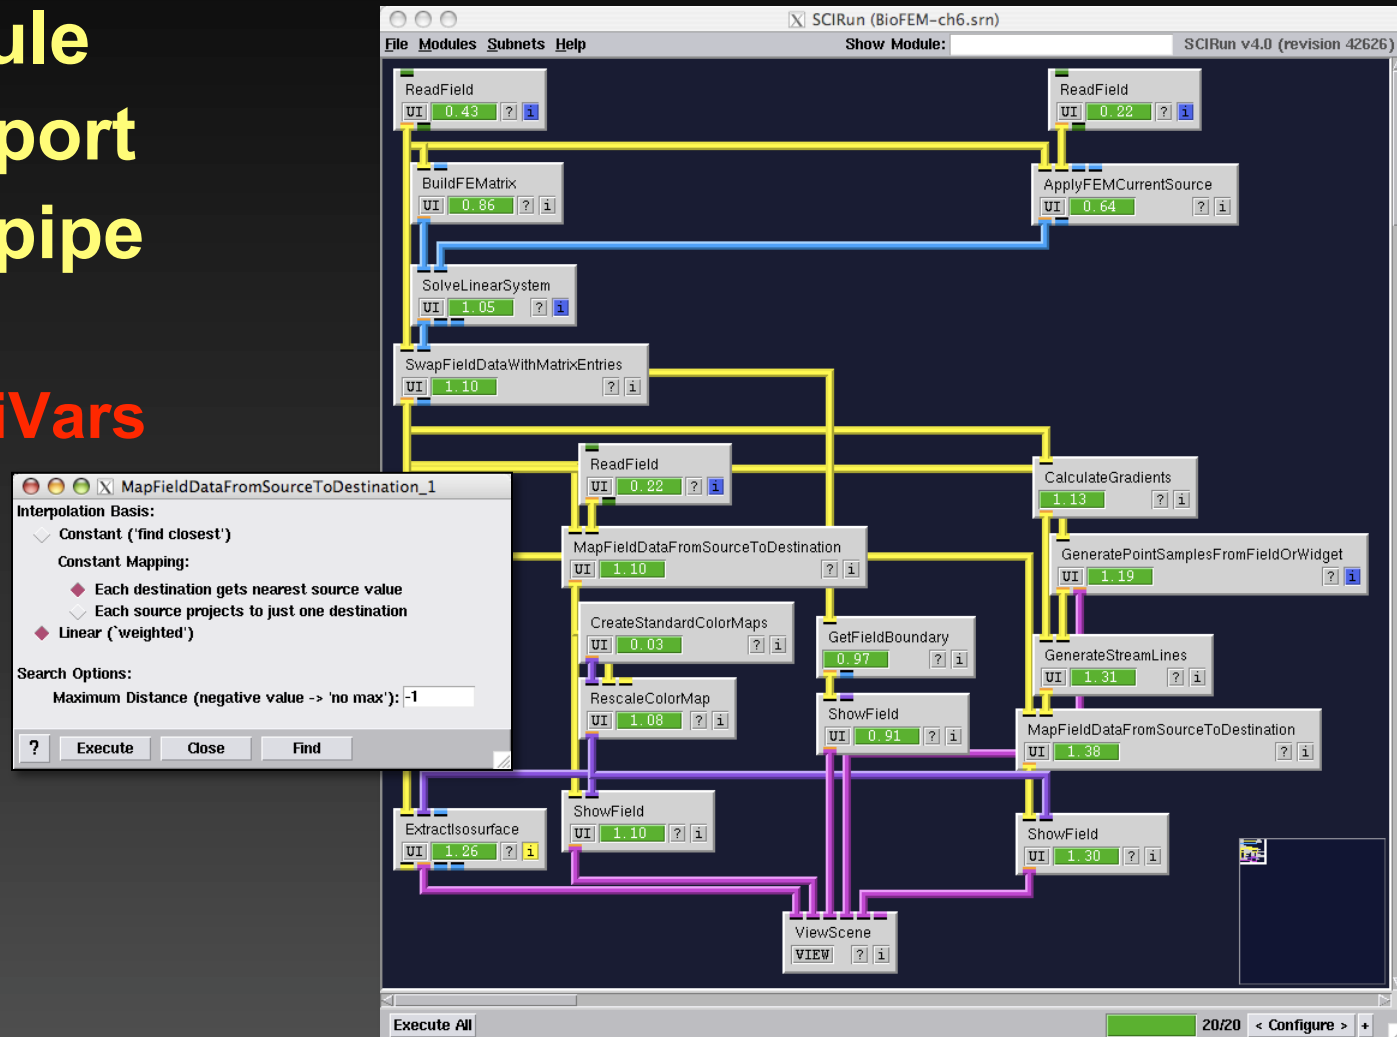 ule
port
pipe
iVars
SCIRun (BioFEM-ch6.srn)
File Modules Subnets Help
Show Module:
SCIRun v4.0 (revision 42626)
ReadField
UI 0.43 ? i
ReadField
UI 0.22 ? i
BuildFEMatrix
UI 0.86 ? i
ApplyFEMCurrentSource
UI 0.64 ? i
SolveLinearSystem
UI 1.05 ? i
SwapFieldDataWithMatrixEntries
UI 1.10 ? i
ReadField
UI 0.22 ? i
CalculateGradients
1.13 ? i
MapFieldDataFromSourceToDestination
UI 1.10 ? i
GeneratePointSamplesFromFieldOrWidget
UI 1.19 ? i
CreateStandardColorMaps
UI 0.03 ? i
GetFieldBoundary
0.97 ? i
GenerateStreamLines
UI 1.31 ? i
RescaleColorMap
UI 1.08 ? i
ShowField
UI 0.91 ? i
MapFieldDataFromSourceToDestination
UI 1.38 ? i
ExtractIsosurface
UI 1.26 ? i
ShowField
UI 1.10 ? i
ShowField
UI 1.30 ? i
ViewScene
VIEW ? i
Execute All
20/20 < Configure > +
MapFieldDataFromSourceToDestination_1
Interpolation Basis:
Constant ('find closest')
Constant Mapping:
Each destination gets nearest source value
Each source projects to just one destination
Linear (`weighted')
Search Options:
Maximum Distance (negative value -> 'no max'): -1
? Execute Close Find